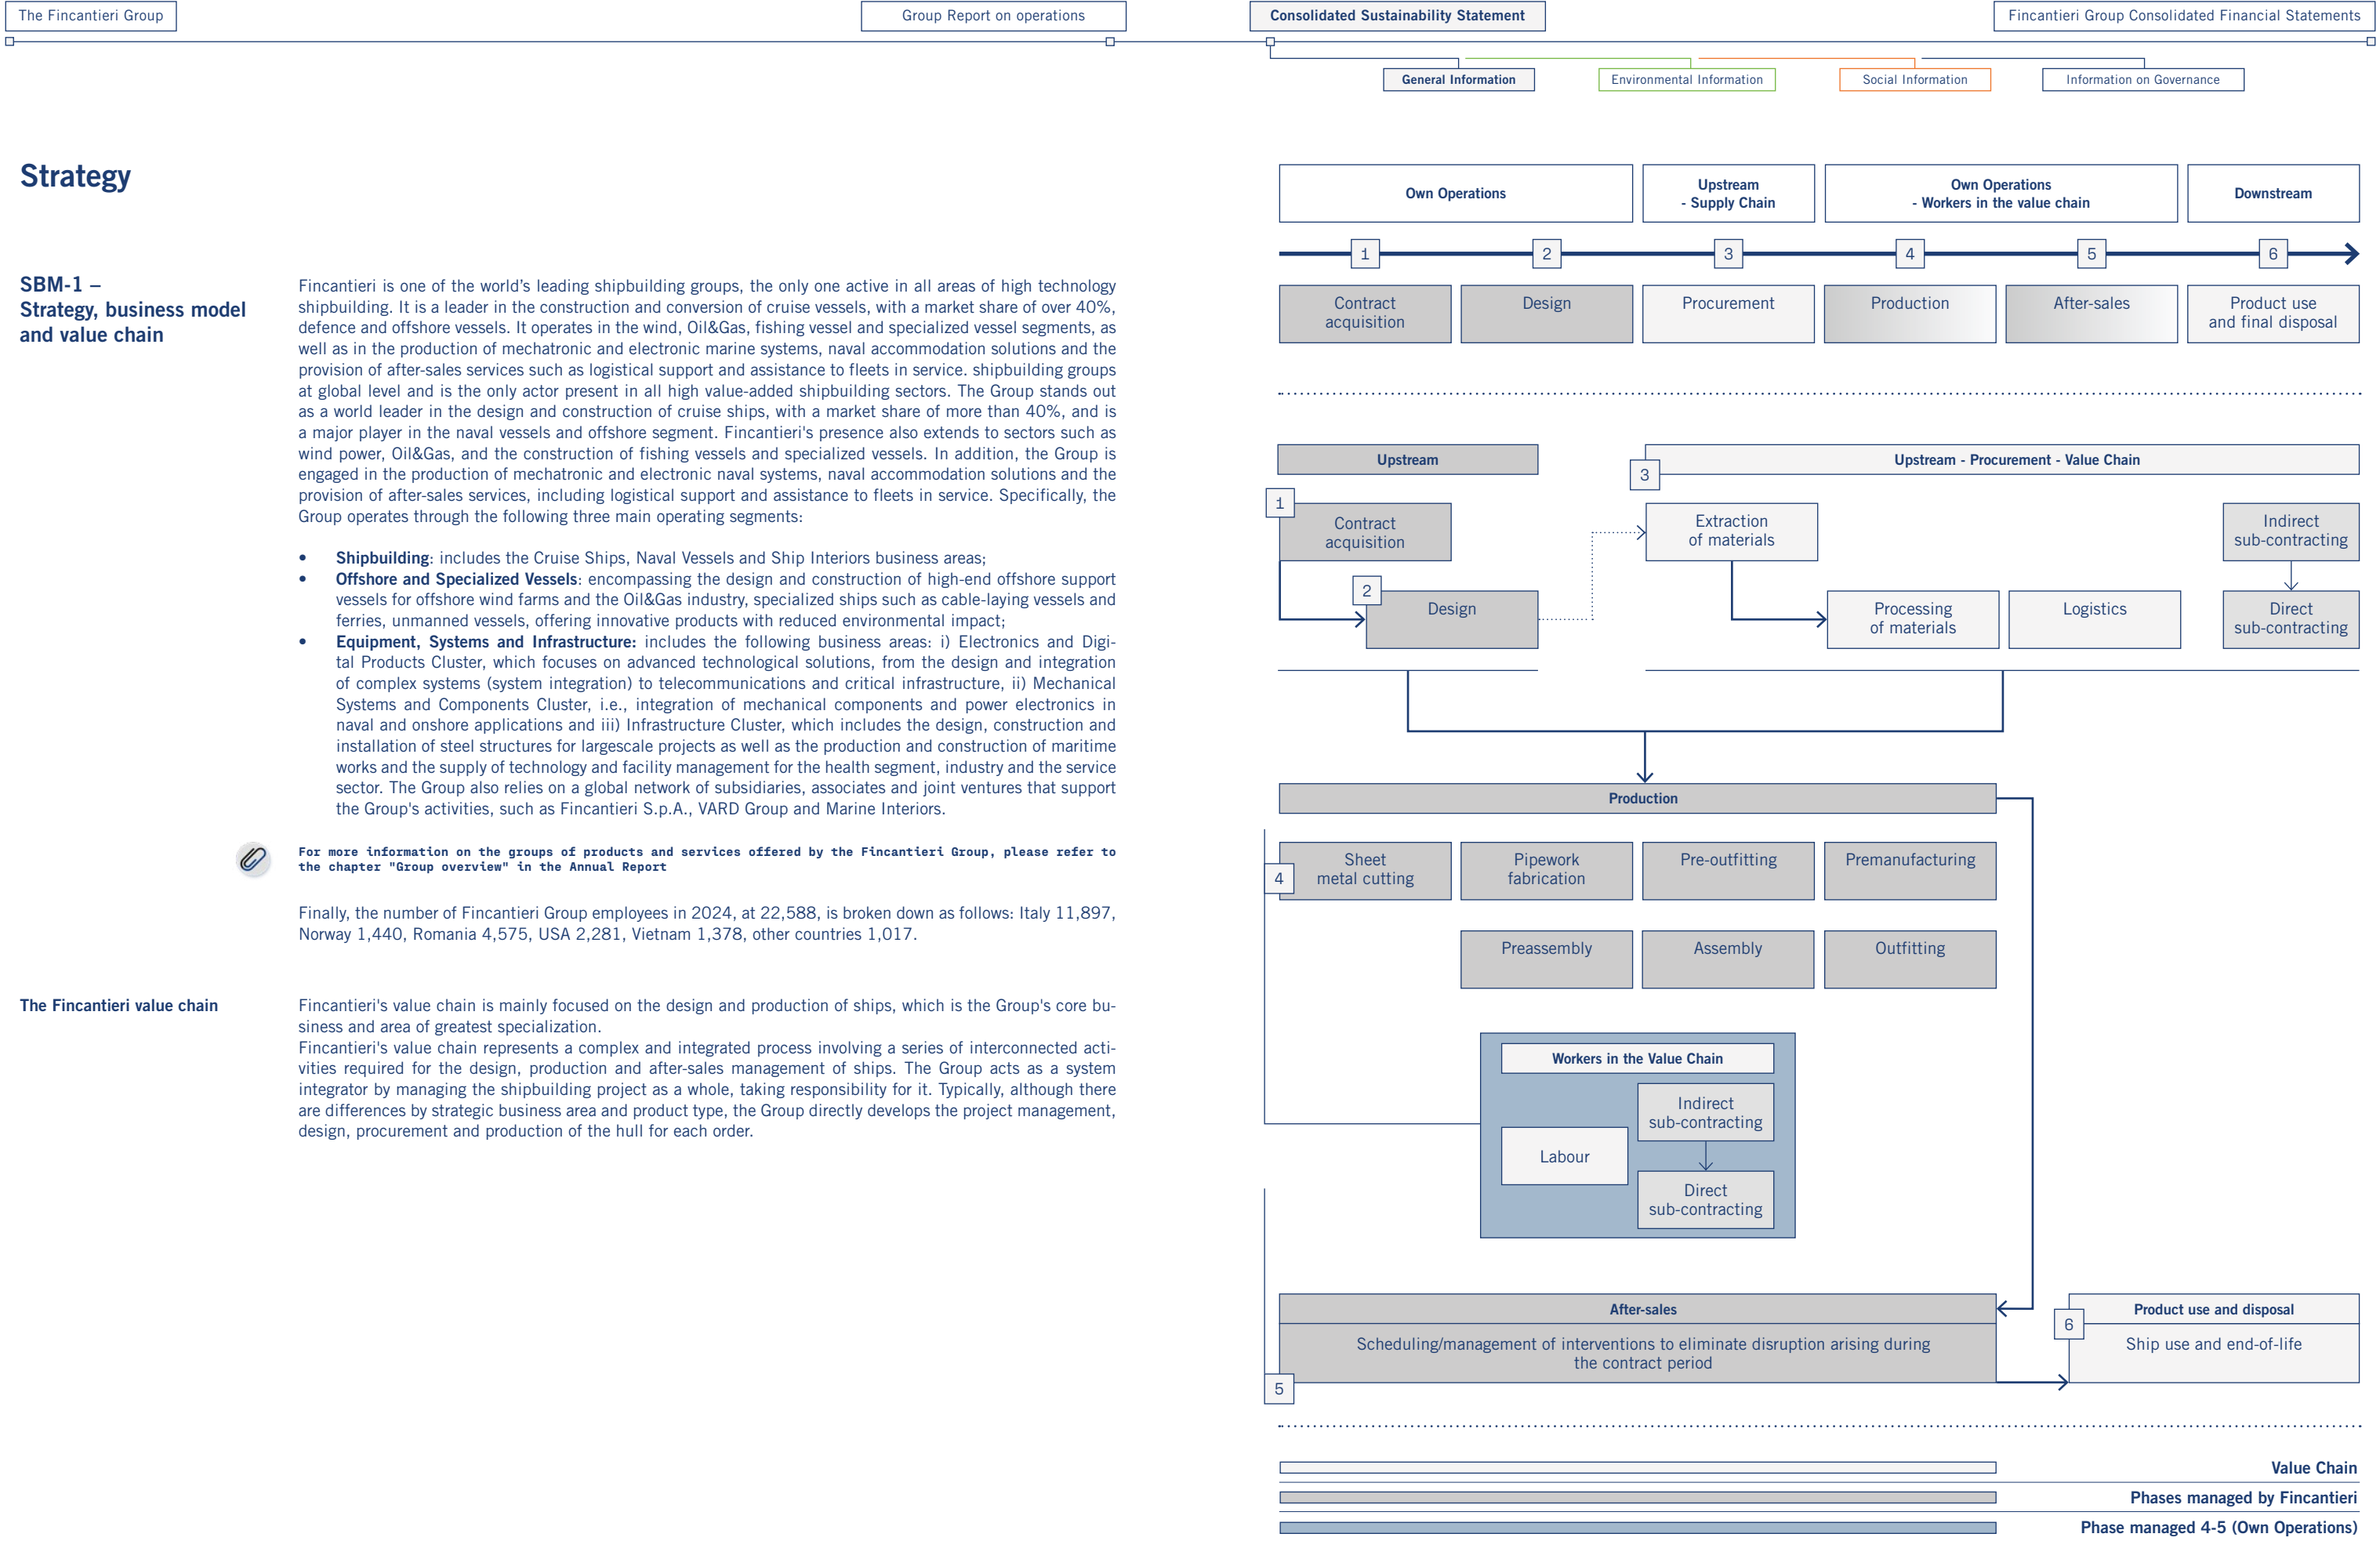 The Fincantieri Group
Group Report on operations
Consolidated Sustainability Statement
Fincantieri Group Consolidated Financial Statements
General Information
Environmental Information
Social Information
Information on Governance
Strategy
SBM-1 –
Strategy, business model
and value chain
Fincantieri is one of the world’s leading shipbuilding groups, the only one active in all areas of high technology
shipbuilding. It is a leader in the construction and conversion of cruise vessels, with a market share of over 40%,
defence and offshore vessels. It operates in the wind, Oil&Gas, fishing vessel and specialized vessel segments, as
well as in the production of mechatronic and electronic marine systems, naval accommodation solutions and the
provision of after-sales services such as logistical support and assistance to fleets in service. shipbuilding groups
at global level and is the only actor present in all high value-added shipbuilding sectors. The Group stands out
as a world leader in the design and construction of cruise ships, with a market share of more than 40%, and is
a major player in the naval vessels and offshore segment. Fincantieri's presence also extends to sectors such as
wind power, Oil&Gas, and the construction of fishing vessels and specialized vessels. In addition, the Group is
engaged in the production of mechatronic and electronic naval systems, naval accommodation solutions and the
provision of after-sales services, including logistical support and assistance to fleets in service. Specifically, the
Group operates through the following three main operating segments:
• Shipbuilding: includes the Cruise Ships, Naval Vessels and Ship Interiors business areas;
• Offshore and Specialized Vessels: encompassing the design and construction of high-end offshore support
vessels for offshore wind farms and the Oil&Gas industry, specialized ships such as cable-laying vessels and
ferries, unmanned vessels, offering innovative products with reduced environmental impact;
• Equipment, Systems and Infrastructure: includes the following business areas: i) Electronics and Digi-
tal Products Cluster, which focuses on advanced technological solutions, from the design and integration
of complex systems (system integration) to telecommunications and critical infrastructure, ii) Mechanical
Systems and Components Cluster, i.e., integration of mechanical components and power electronics in
naval and onshore applications and iii) Infrastructure Cluster, which includes the design, construction and
installation of steel structures for largescale projects as well as the production and construction of maritime
works and the supply of technology and facility management for the health segment, industry and the service
sector. The Group also relies on a global network of subsidiaries, associates and joint ventures that support
the Group's activities, such as Fincantieri S.p.A., VARD Group and Marine Interiors.
For more information on the groups of products and services offered by the Fincantieri Group, please refer to
the chapter "Group overview" in the Annual Report
Finally, the number of Fincantieri Group employees in 2024, at 22,588, is broken down as follows: Italy 11,897,
Norway 1,440, Romania 4,575, USA 2,281, Vietnam 1,378, other countries 1,017.
The Fincantieri value chain
Fincantieri's value chain is mainly focused on the design and production of ships, which is the Group's core bu-
siness and area of greatest specialization.
Fincantieri's value chain represents a complex and integrated process involving a series of interconnected acti-
vities required for the design, production and after-sales management of ships. The Group acts as a system
integrator by managing the shipbuilding project as a whole, taking responsibility for it. Typically, although there
are differences by strategic business area and product type, the Group directly develops the project management,
design, procurement and production of the hull for each order.
Own Operations
Upstream
- Supply Chain
Own Operations
- Workers in the value chain
Downstream
1
2
3
4
5
6
Contract
acquisition
Design
Procurement
Production
After-sales
Product use
and final disposal
Upstream
3
Upstream - Procurement - Value Chain
1
Contract
acquisition
2
Design
Extraction
of materials
Processing
of materials
Logistics
Indirect
sub-contracting
Direct
sub-contracting
Production
4
Sheet
metal cutting
Pipework
fabrication
Pre-outfitting
Premanufacturing
Preassembly
Assembly
Outfitting
Workers in the Value Chain
Labour
Indirect
sub-contracting
Direct
sub-contracting
After-sales
Scheduling/management of interventions to eliminate disruption arising during
the contract period
5
6
Product use and disposal
Ship use and end-of-life
Value Chain
Phases managed by Fincantieri
Phase managed 4-5 (Own Operations)